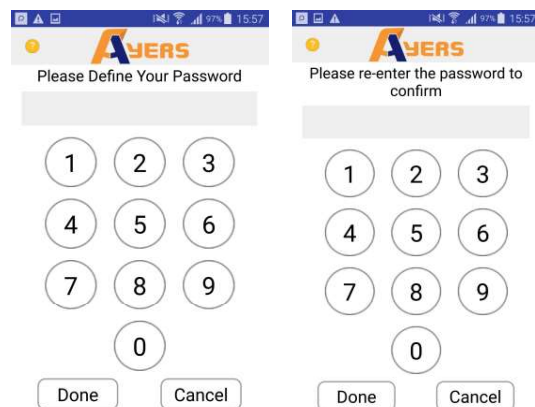 97% 15:57
AYERS
Please Define Your Password
1 2 3
4 5 6
7 8 9
0
Done Cancel
97% 15:57
AYERS
Please re-enter the password to
confirm
1 2 3
4 5 6
7 8 9
0
Done Cancel